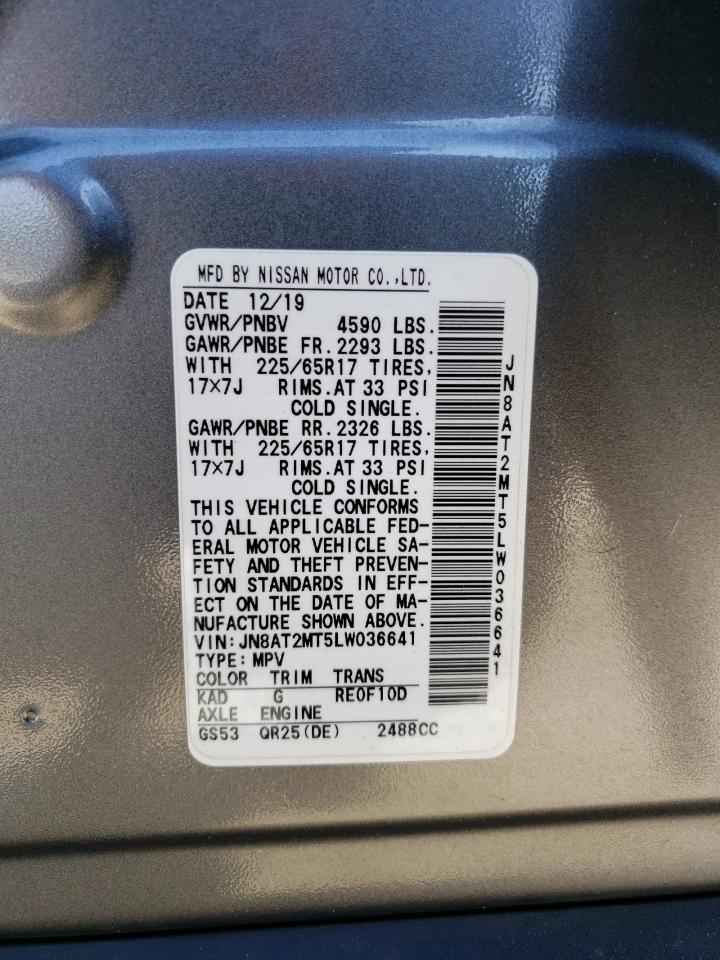 MFD BY NISSAN MOTOR CO.,LTD.
DATE 12/19
GVWR/PNBV 4590 LBS.
GAWR/PNBE FR.2293 LBS.
WITH 225/65R17 TIRES,
17×7J RIMS.AT 33 PSI
COLD SINGLE.
GAWR/PNBE RR.2326 LBS.
WITH 225/65R17 TIRES,
17×7J RIMS.AT 33 PSI
COLD SINGLE.
THIS VEHICLE CONFORMS
TO ALL APPLICABLE FED-
ERAL MOTOR VEHICLE SA-
FETY AND THEFT PREVEN-
TION STANDARDS IN EFF-
ECT ON THE DATE OF MA-
NUFACTURE SHOWN ABOVE.
VIN:JN8AT2MT5LW036641
TYPE:MPV
COLOR TRIM TRANS
KAD G RE0F10D
AXLE ENGINE
GS53 QR25(DE) 2488CC
JN8AT2MT5LW036641